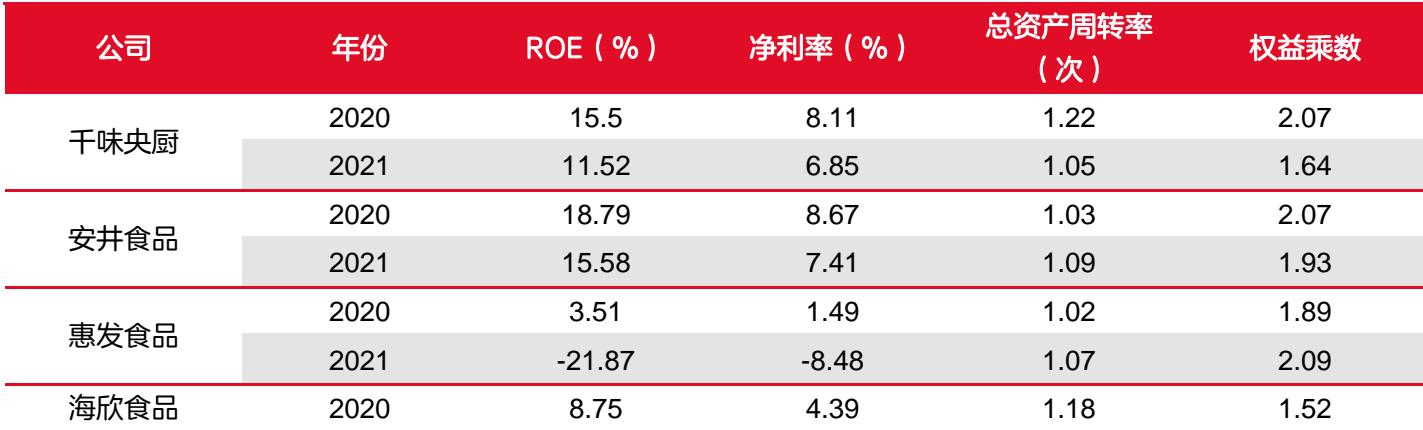 公司 年份 ROE（%） 净利率（%） 总资产周转率（次） 权益乘数
千味央厨 2020 15.5 8.11 1.22 2.07
2021 11.52 6.85 1.05 1.64
安井食品 2020 18.79 8.67 1.03 2.07
2021 15.58 7.41 1.09 1.93
惠发食品 2020 3.51 1.49 1.02 1.89
2021 -21.87 -8.48 1.07 2.09
海欣食品 2020 8.75 4.39 1.18 1.52